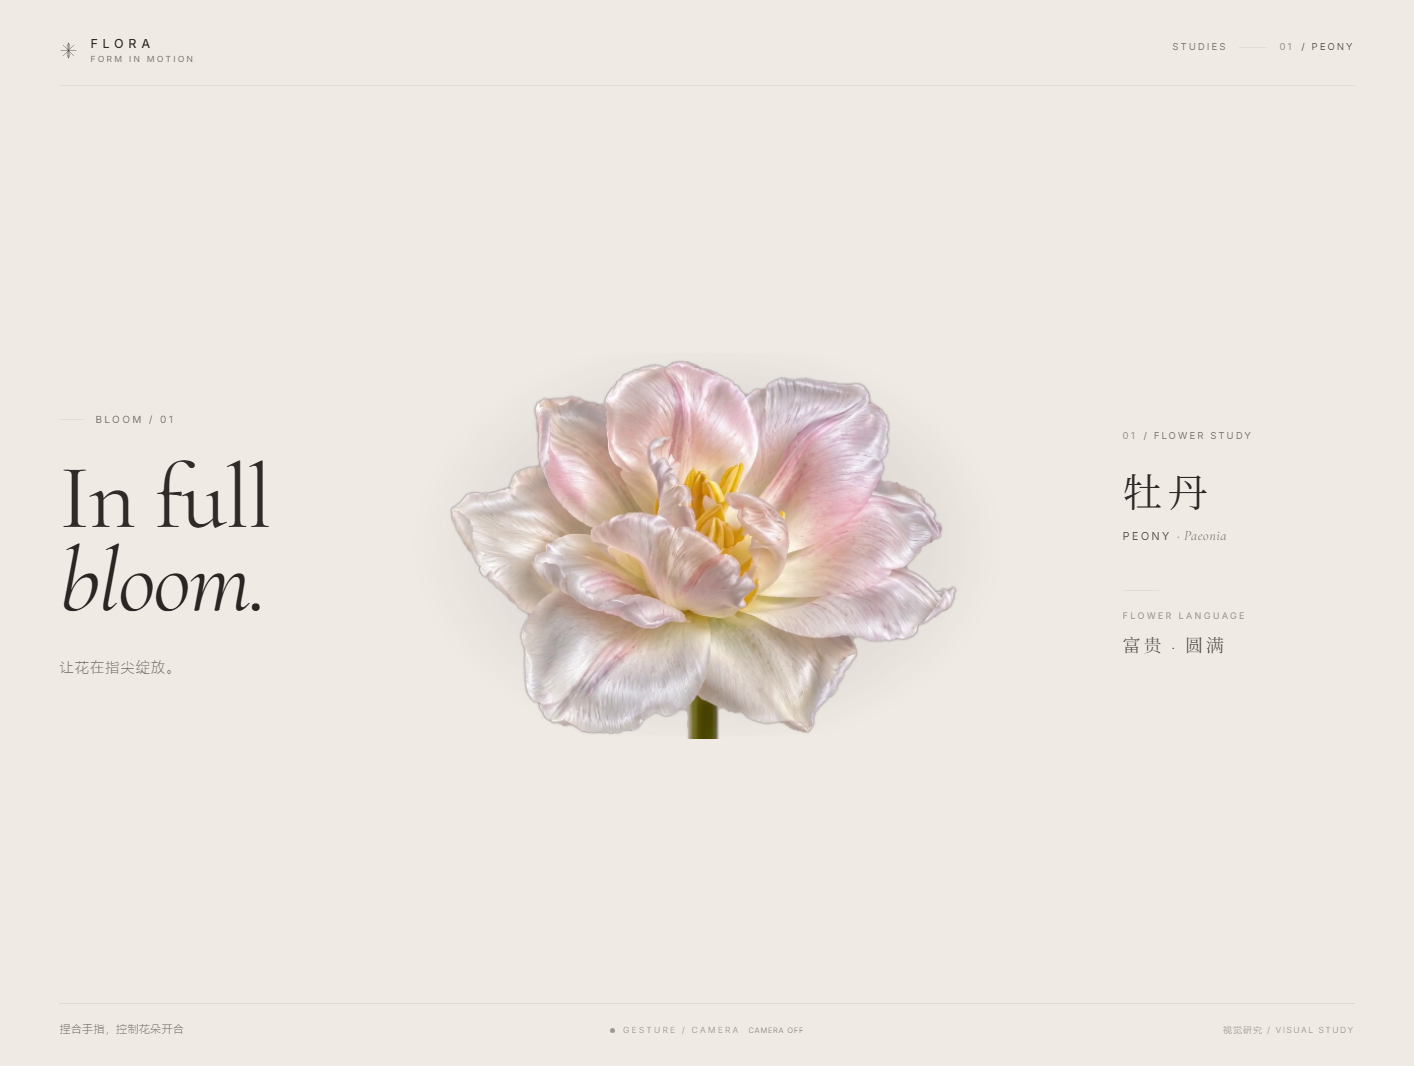 FLORA
FORM IN MOTION
STUDIES 01 / PEONY
BLOOM / 01
In full
bloom.
让花在指尖绽放。
01 / FLOWER STUDY
牡丹
PEONY · Paeonia
FLOWER LANGUAGE
富贵 · 圆满
捏合手指，控制花朵开合
GESTURE / CAMERA CAMERA OFF
视觉研究 / VISUAL STUDY